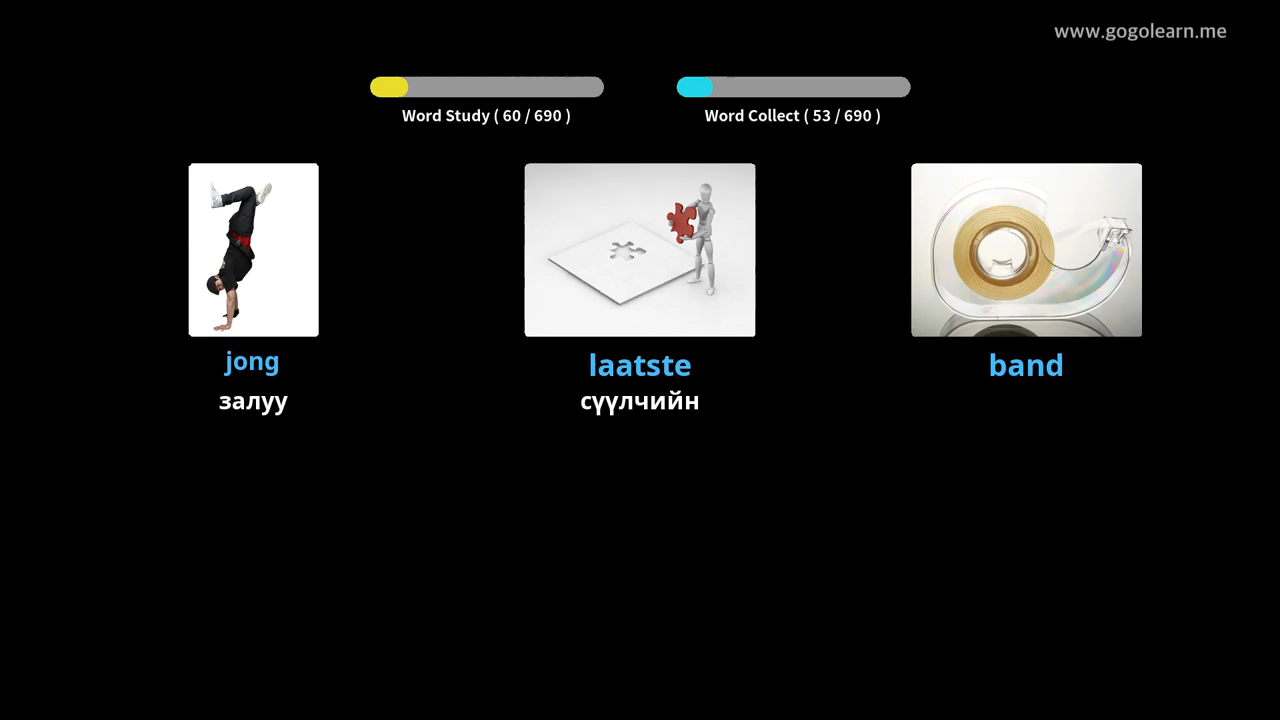 www.gogolearn.me
Word Study ( 60 / 690 )
Word Collect ( 53 / 690 )
jong
laatste
band
залуу
сүүлчийн